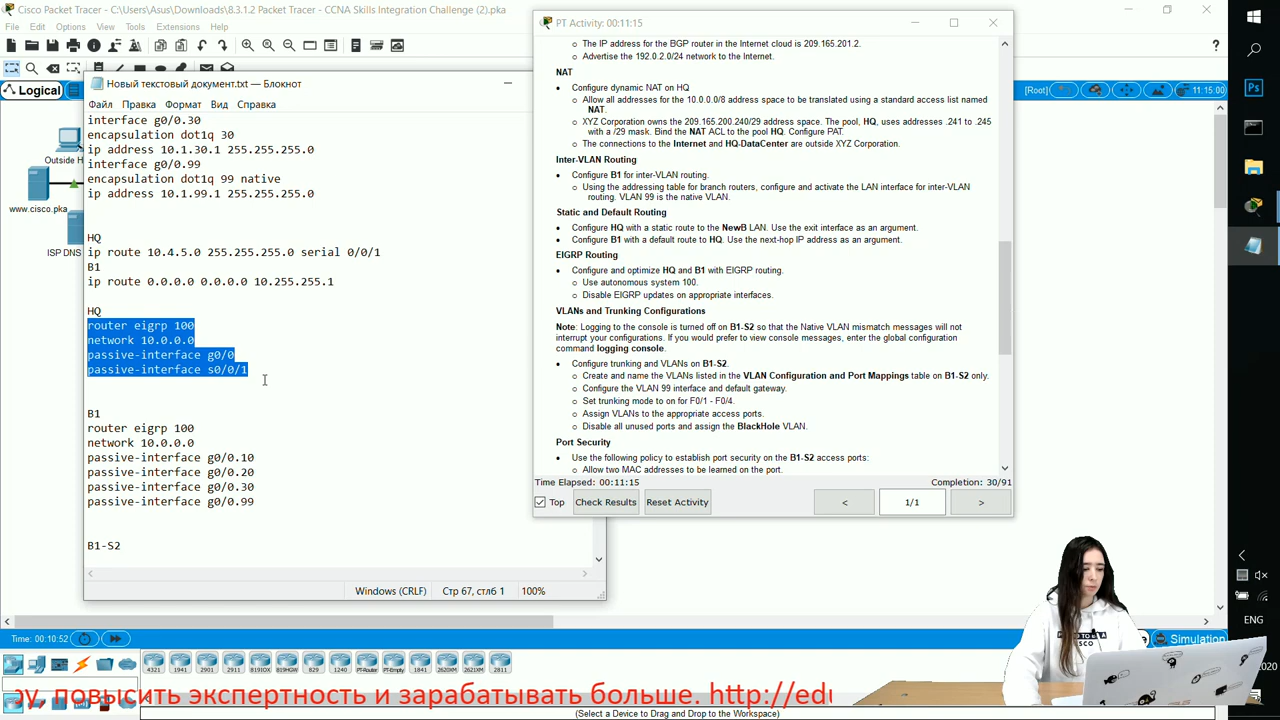 Cisco Packet Tracer - C:\Users\Asus\Downloads\8.3.1.2 Packet Tracer - CCNA Skills Integration Challenge (2).pka
File Edit Options View Tools Extensions Help
Logical
[Root]
11:15:00
Outside H
www.cisco.pka
ISP DNS
Новый текстовый документ.txt — Блокнот
Файл Правка Формат Вид Справка
interface g0/0.30
encapsulation dot1q 30
ip address 10.1.30.1 255.255.255.0
interface g0/0.99
encapsulation dot1q 99 native
ip address 10.1.99.1 255.255.255.0
HQ
ip route 10.4.5.0 255.255.255.0 serial 0/0/1
B1
ip route 0.0.0.0 0.0.0.0 10.255.255.1
HQ
router eigrp 100
network 10.0.0.0
passive-interface g0/0
passive-interface s0/0/1
B1
router eigrp 100
network 10.0.0.0
passive-interface g0/0.10
passive-interface g0/0.20
passive-interface g0/0.30
passive-interface g0/0.99
B1-S2
Windows (CRLF) Стр 67, стлб 1 100%
PT Activity: 00:11:15
The IP address for the BGP router in the Internet cloud is 209.165.201.2.
Advertise the 192.0.2.0/24 network to the Internet.
NAT
Configure dynamic NAT on HQ
Allow all addresses for the 10.0.0.0/8 address space to be translated using a standard access list named
NAT.
XYZ Corporation owns the 209.165.200.240/29 address space. The pool, HQ, uses addresses .241 to .245
with a /29 mask. Bind the NAT ACL to the pool HQ. Configure PAT.
The connections to the Internet and HQ-DataCenter are outside XYZ Corporation.
Inter-VLAN Routing
Configure B1 for inter-VLAN routing.
Using the addressing table for branch routers, configure and activate the LAN interface for inter-VLAN
routing. VLAN 99 is the native VLAN.
Static and Default Routing
Configure HQ with a static route to the NewB LAN. Use the exit interface as an argument.
Configure B1 with a default route to HQ. Use the next-hop IP address as an argument.
EIGRP Routing
Configure and optimize HQ and B1 with EIGRP routing.
Use autonomous system 100.
Disable EIGRP updates on appropriate interfaces.
VLANs and Trunking Configurations
Note: Logging to the console is turned off on B1-S2 so that the Native VLAN mismatch messages will not
interrupt your configurations. If you would prefer to view console messages, enter the global configuration
command logging console.
Configure trunking and VLANs on B1-S2.
Create and name the VLANs listed in the VLAN Configuration and Port Mappings table on B1-S2 only.
Configure the VLAN 99 interface and default gateway.
Set trunking mode to on for F0/1 - F0/4.
Assign VLANs to the appropriate access ports.
Disable all unused ports and assign the BlackHole VLAN.
Port Security
Use the following policy to establish port security on the B1-S2 access ports:
Allow two MAC addresses to be learned on the port.
Time Elapsed: 00:11:15 Completion: 30/91
Top Check Results Reset Activity < 1/1 >
Time: 00:10:52
Simulation
4321 1941 2901 2911 819IOX 819HGW 829 1240 PT-Router PT-Empty 1841 2620XM 2621XM 2811
у, повысить экспертность и зарабатывать больше. http://ed
(Select a Device to Drag and Drop to the Workspace)
ENG
CISCO